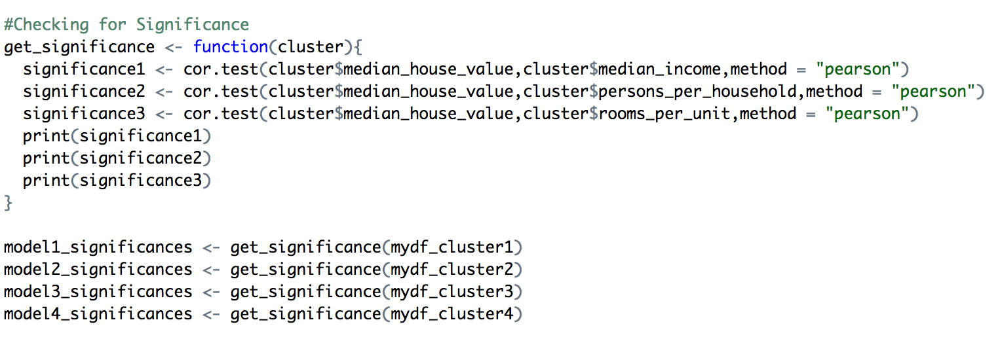 #Checking for Significance
get_significance <- function(cluster){
  significance1 <- cor.test(cluster$median_house_value,cluster$median_income,method = "pearson")
  significance2 <- cor.test(cluster$median_house_value,cluster$persons_per_household,method = "pearson")
  significance3 <- cor.test(cluster$median_house_value,cluster$rooms_per_unit,method = "pearson")
  print(significance1)
  print(significance2)
  print(significance3)
}
model1_significances <- get_significance(mydf_cluster1)
model2_significances <- get_significance(mydf_cluster2)
model3_significances <- get_significance(mydf_cluster3)
model4_significances <- get_significance(mydf_cluster4)